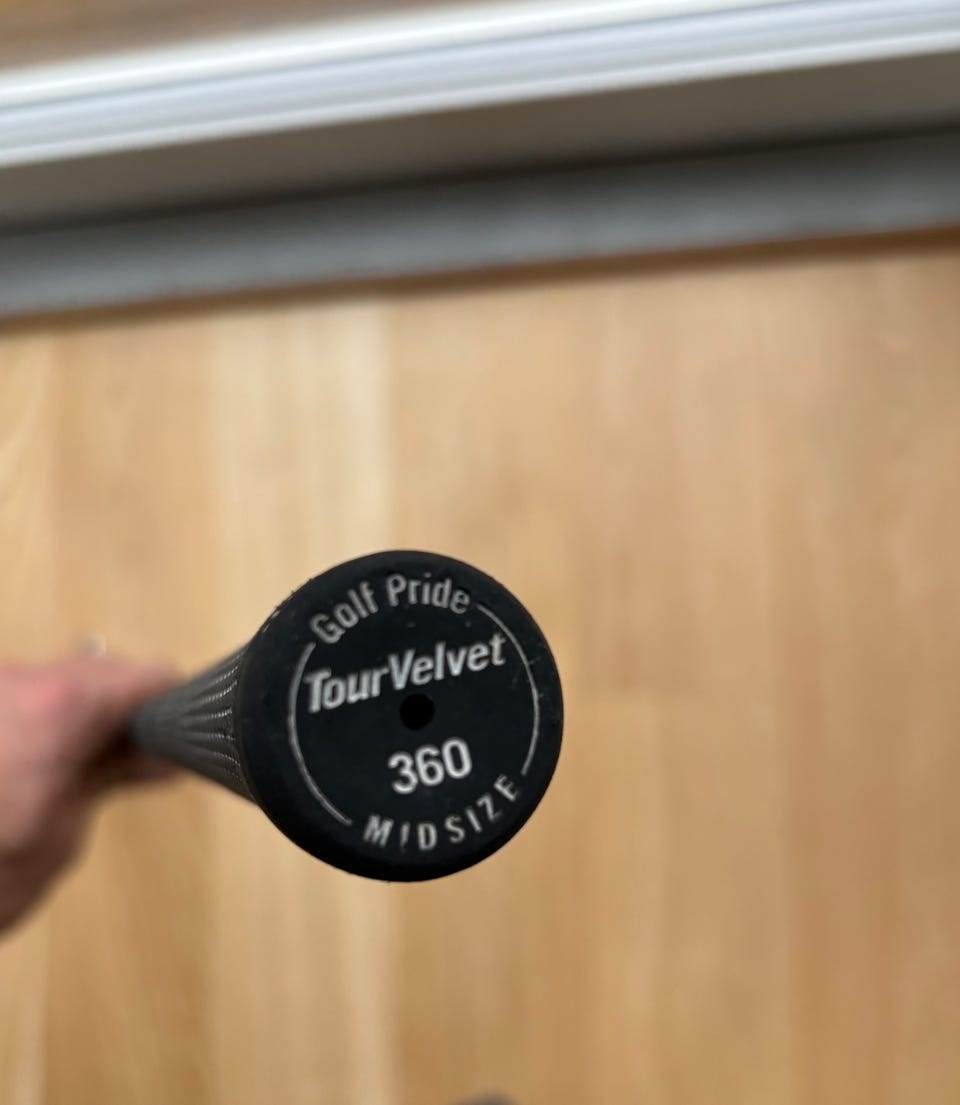 Golf Pride
TourVelvet
360
MIDSIZE